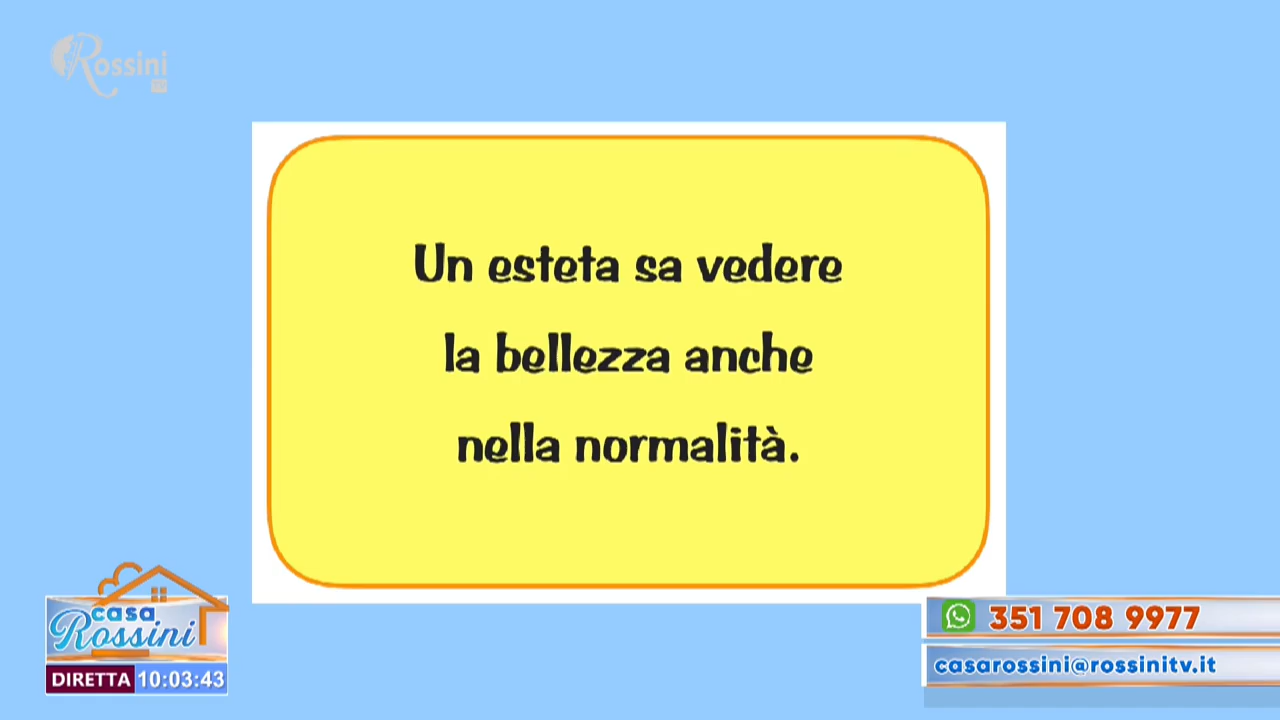 Rossini
TV
Un esteta sa vedere
la bellezza anche
nella normalità.
casa
Rossini
DIRETTA 10:03:43
351 708 9977
casarossini@rossinitv.it